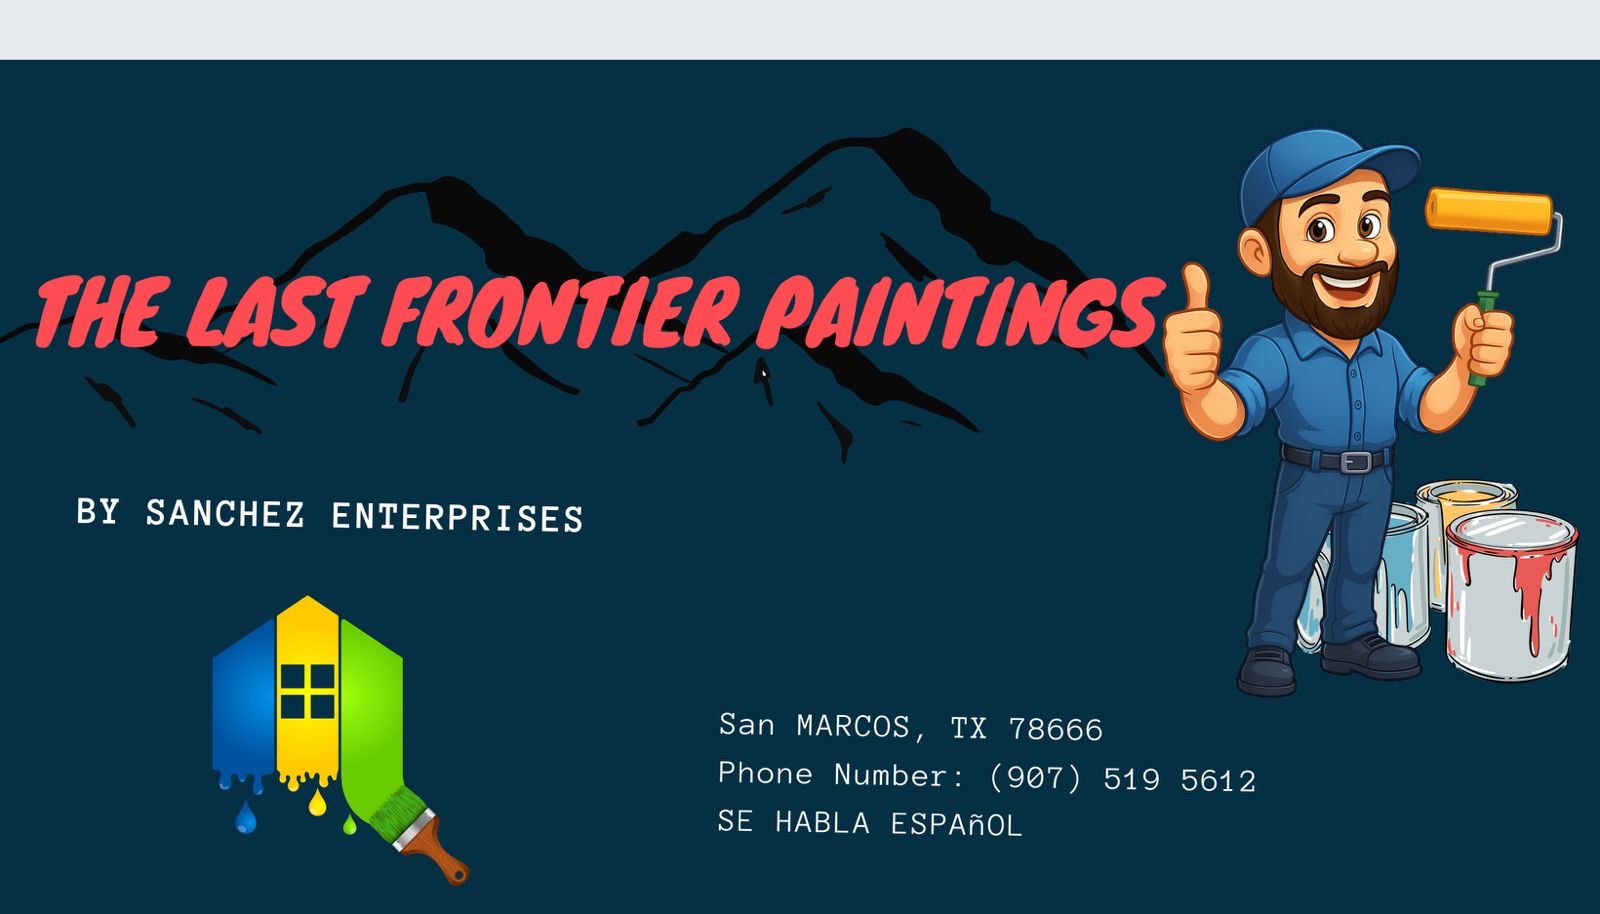 THE LAST FRONTIER PAINTINGS
BY SANCHEZ ENTERPRISES
San MARCOS, TX 78666
Phone Number: (907) 519 5612
SE HABLA ESPAñOL